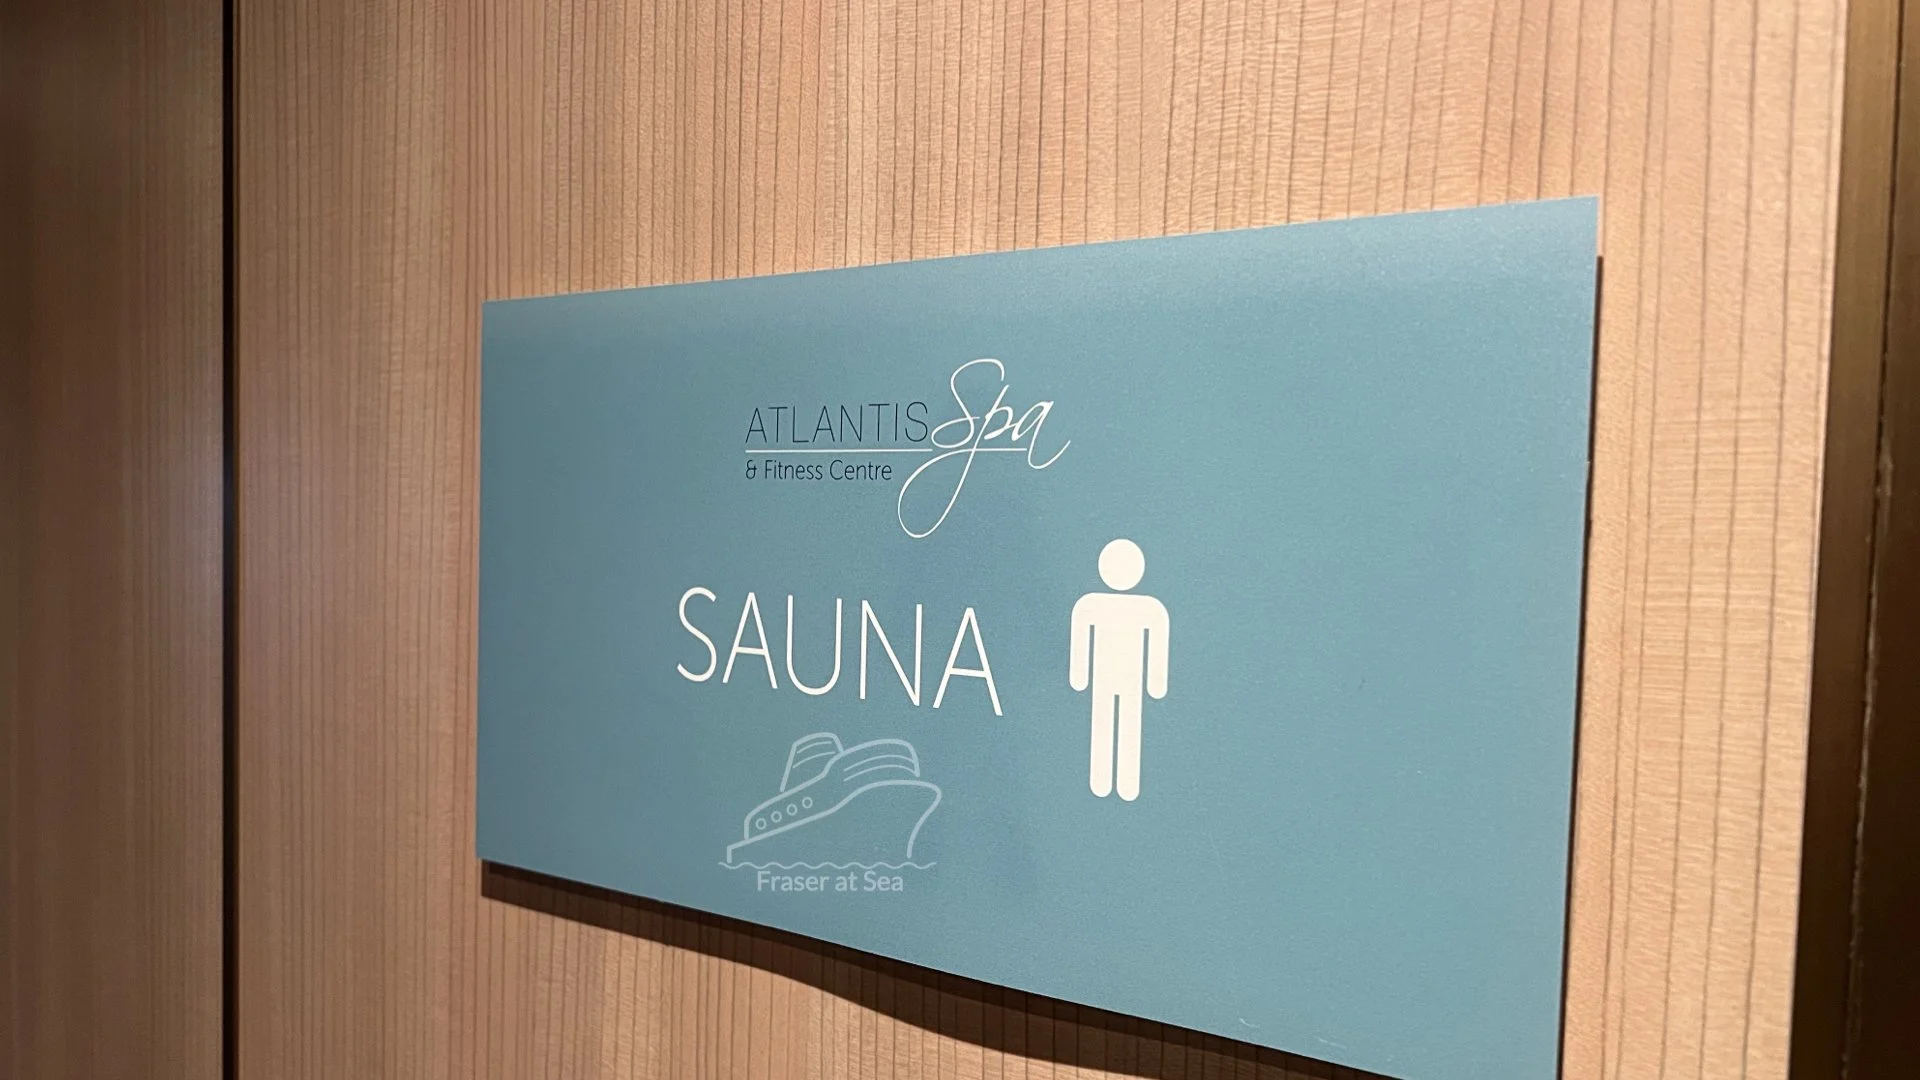 ATLANTIS Spa
& Fitness Centre
SAUNA
Fraser at Sea